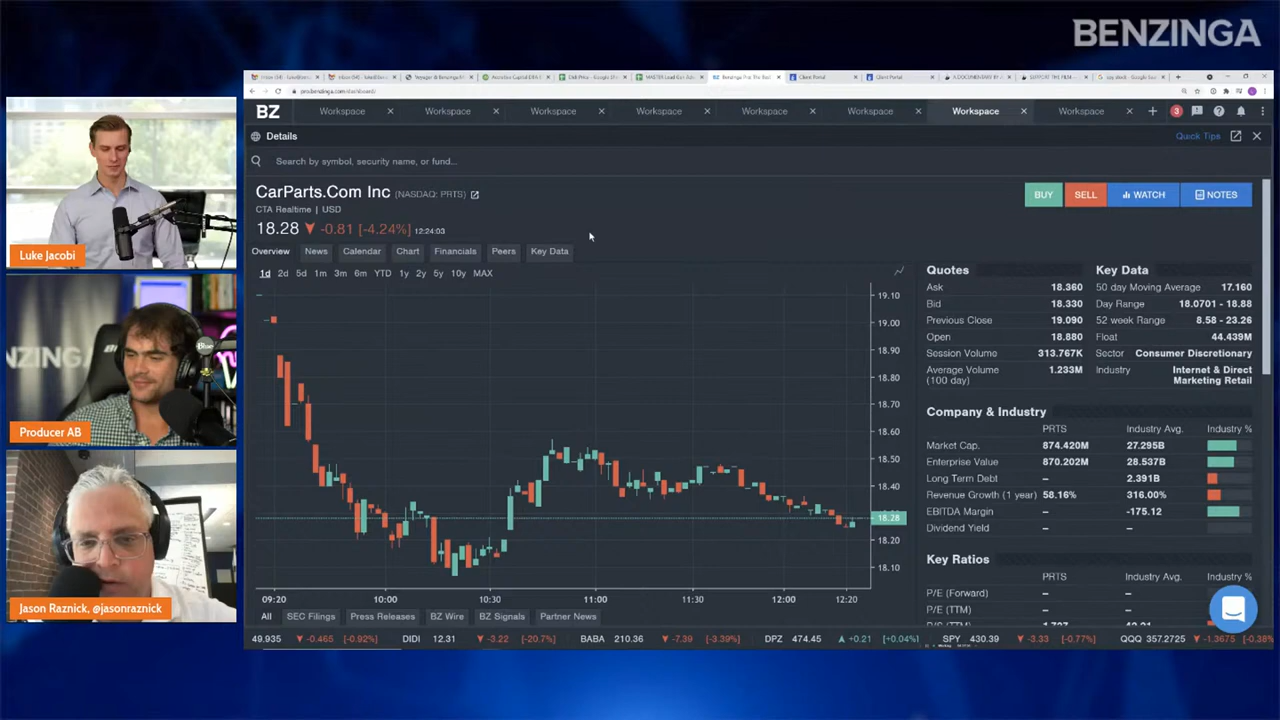 BENZINGA
Luke Jacobi
NZINGA
Blue
Producer AB
Jason Raznick, @jasonraznick
pro.benzinga.com/dashboard/
BZ Workspace Workspace Workspace Workspace Workspace Workspace Workspace Workspace 3
Details Quick Tips
Search by symbol, security name, or fund...
CarParts.Com Inc (NASDAQ: PRTS)
CTA Realtime | USD
18.28 -0.81 [-4.24%] 12:24:03
BUY SELL WATCH NOTES
Overview News Calendar Chart Financials Peers Key Data
1d 2d 5d 1m 3m 6m YTD 1y 2y 5y 10y MAX
19.10
19.00
18.90
18.80
18.70
18.60
18.50
18.40
18.28
18.20
18.10
09:20 10:00 10:30 11:00 11:30 12:00 12:20
Quotes
Ask 18.360
Bid 18.330
Previous Close 19.090
Open 18.880
Session Volume 313.767K
Average Volume (100 day) 1.233M
Key Data
50 day Moving Average 17.160
Day Range 18.0701 - 18.88
52 week Range 8.58 - 23.26
Float 44.439M
Sector Consumer Discretionary
Industry Internet & Direct Marketing Retail
Company & Industry
PRTS Industry Avg. Industry %
Market Cap. 874.420M 27.295B
Enterprise Value 870.202M 28.537B
Long Term Debt – 2.391B
Revenue Growth (1 year) 58.16% 316.00%
EBITDA Margin – -175.12
Dividend Yield – –
Key Ratios
PRTS Industry Avg. Industry %
P/E (Forward) – –
P/E (TTM) – –
All SEC Filings Press Releases BZ Wire BZ Signals Partner News
49.935 -0.465 [-0.92%] DIDI 12.31 -3.22 [-20.7%] BABA 210.36 -7.39 [-3.39%] DPZ 474.45 +0.21 [+0.04%] SPY 430.39 -3.33 [-0.77%] QQQ 357.2725 -1.3675 [-0.38%